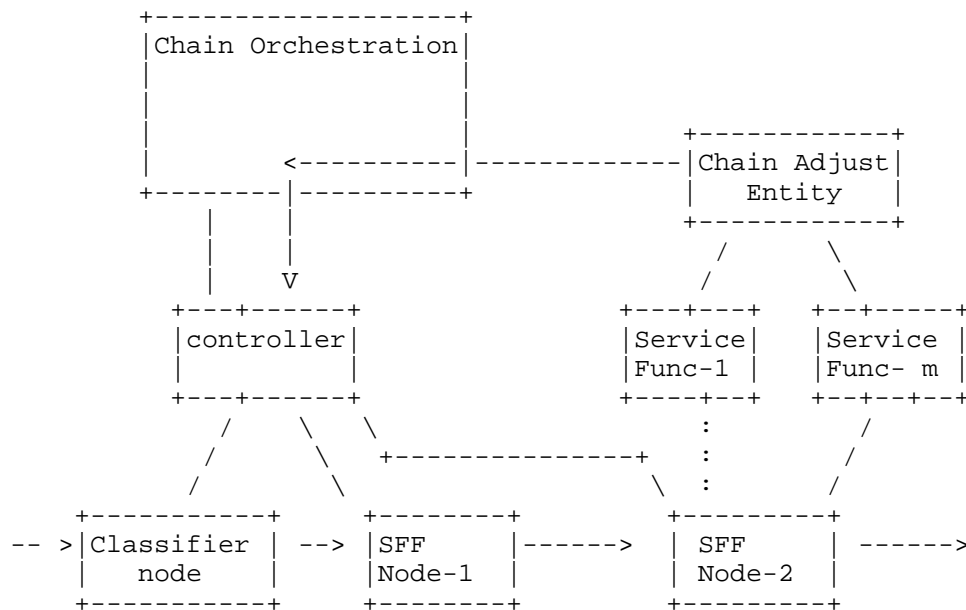 Chain Orchestration
Chain Adjust
Entity
controller
Service
Func-1
Service
Func- m
Classifier
node
SFF
Node-1
SFF
Node-2